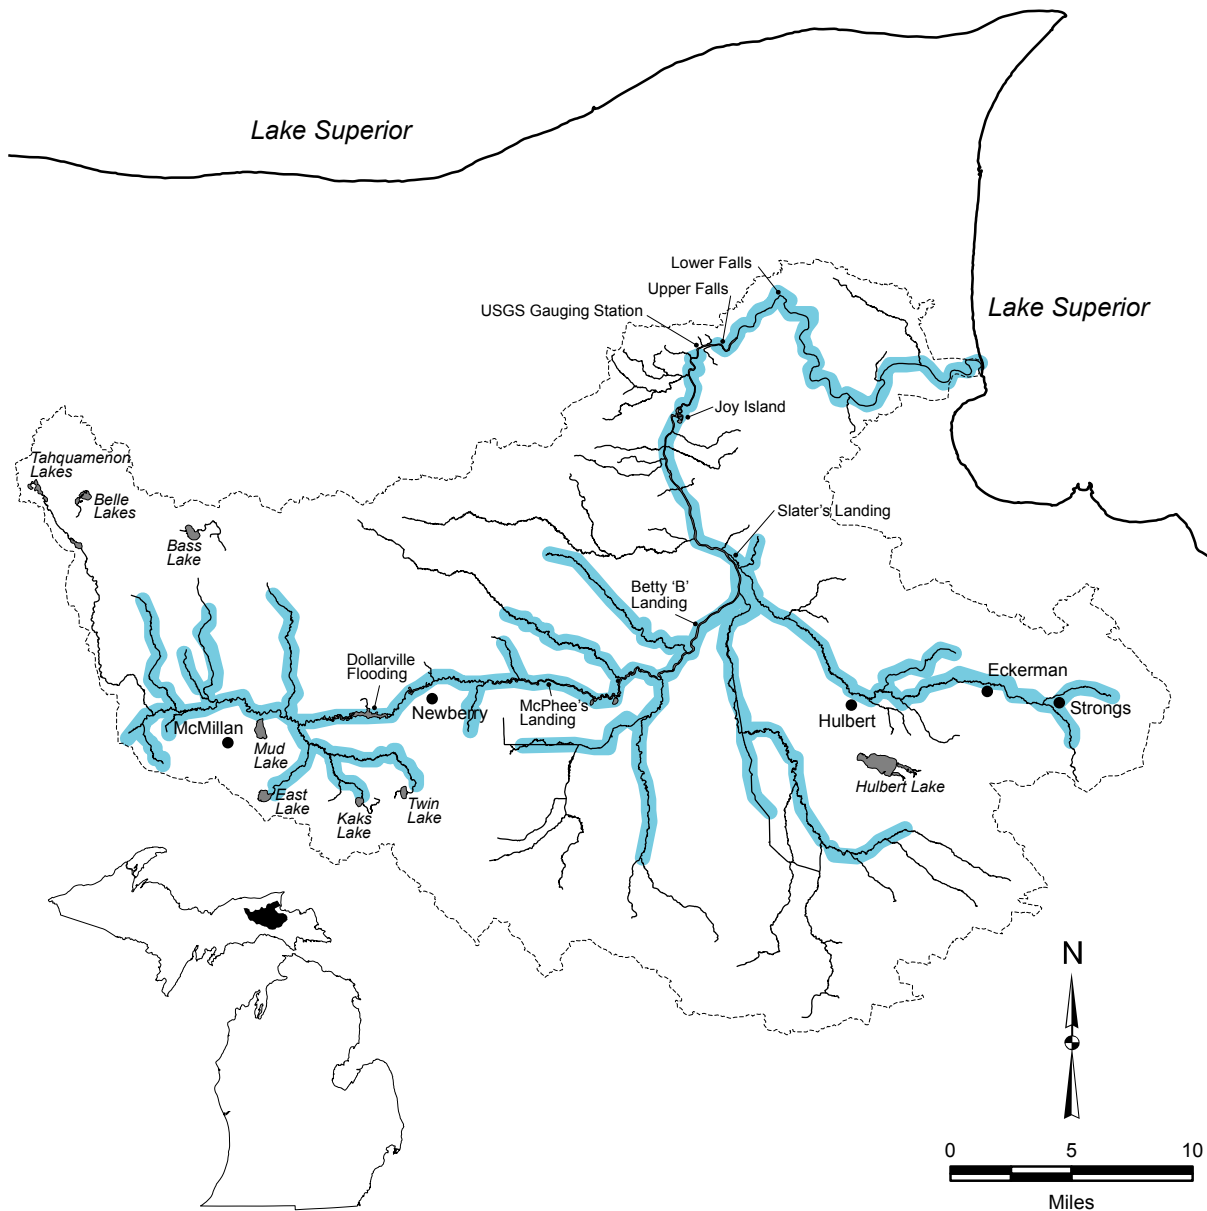 Lake Superior
Lower Falls
Upper Falls
USGS Gauging Station
Lake Superior
Joy Island
Tahquamenon
Lakes
Belle
Lakes
Bass
Lake
Slater's Landing
Betty 'B'
Landing
Dollarville
Flooding
Eckerman
McPhee's
Landing
Newberry
McMillan
Mud
Lake
Hulbert
Strongs
East
Lake
Kaks
Lake
Twin
Lake
Hulbert Lake
N
0 5 10
Miles